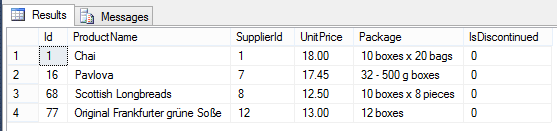 Results Messages
Id ProductName SupplierId UnitPrice Package IsDiscontinued
1 1 Chai 1 18.00 10 boxes x 20 bags 0
2 16 Pavlova 7 17.45 32 - 500 g boxes 0
3 68 Scottish Longbreads 8 12.50 10 boxes x 8 pieces 0
4 77 Original Frankfurter grüne Soße 12 13.00 12 boxes 0